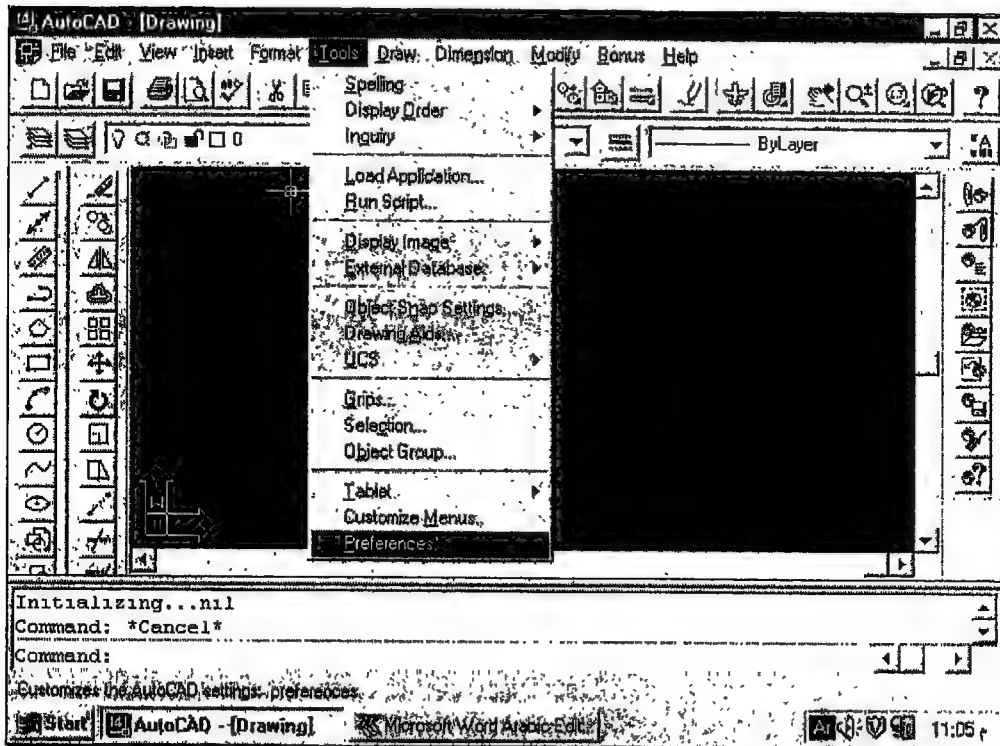 AutoCAD - [Drawing]
File Edit View Insert Format Tools Draw Dimension Modify Bonus Help
Spelling
Display Order
Inquiry
ByLayer
Load Application...
Run Script...
Display Image
External Database
Object Snap Settings...
Drawing Aids...
UCS
Grips...
Selection...
Object Group...
Tablet
Customize Menus...
Preferences
W
Initializing...nil
Command: *Cancel*
Command:
Customizes the AutoCAD settings: preferences
Start AutoCAD - [Drawing] Microsoft Word Arabic Edit... 11:05 م